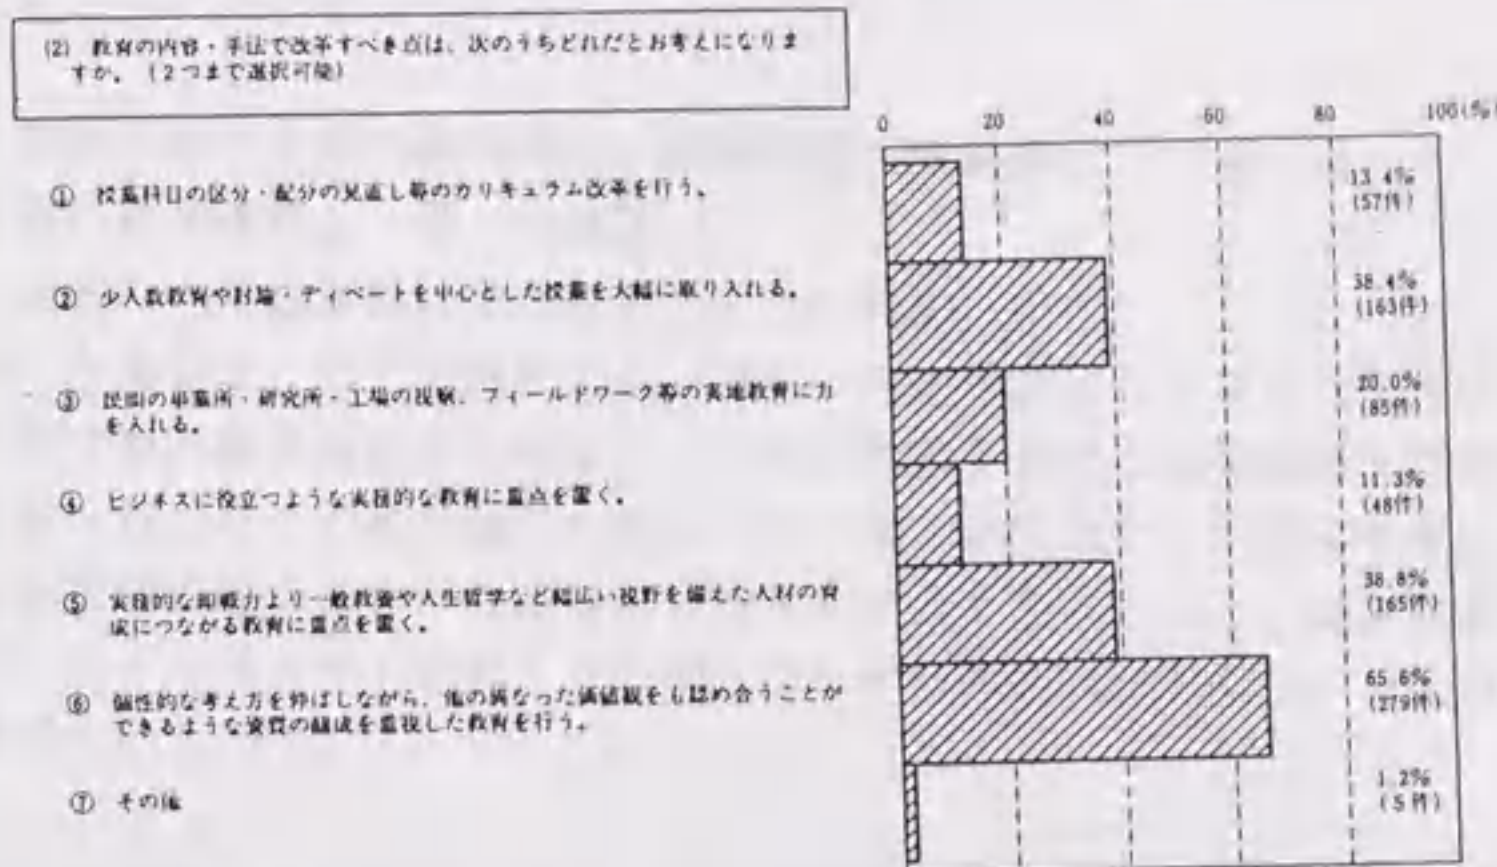 (2) 教育の内容・手法で改革すべき点は、次のうちどれだとお考えになりま
すか。(2つまで選択可能)
0 20 40 60 80 100(%)
① 授業科目の区分・配分の見直し等のカリキュラム改革を行う。
13.4%
(57件)
② 少人数教育や討論・ディベートを中心とした授業を大幅に取り入れる。
38.4%
(163件)
③ 民間の事業所・研究所・工場の視察、フィールドワーク等の実地教育に力
を入れる。
20.0%
(85件)
④ ビジネスに役立つような実務的な教育に重点を置く。
11.3%
(48件)
⑤ 実務的な即戦力より一般教養や人生哲学など幅広い視野を備えた人材の育
成につながる教育に重点を置く。
38.8%
(165件)
⑥ 個性的な考え方を伸ばしながら、他の異なった価値観をも認め合うことが
できるような資質の醸成を重視した教育を行う。
65.6%
(279件)
⑦ その他
1.2%
(5件)